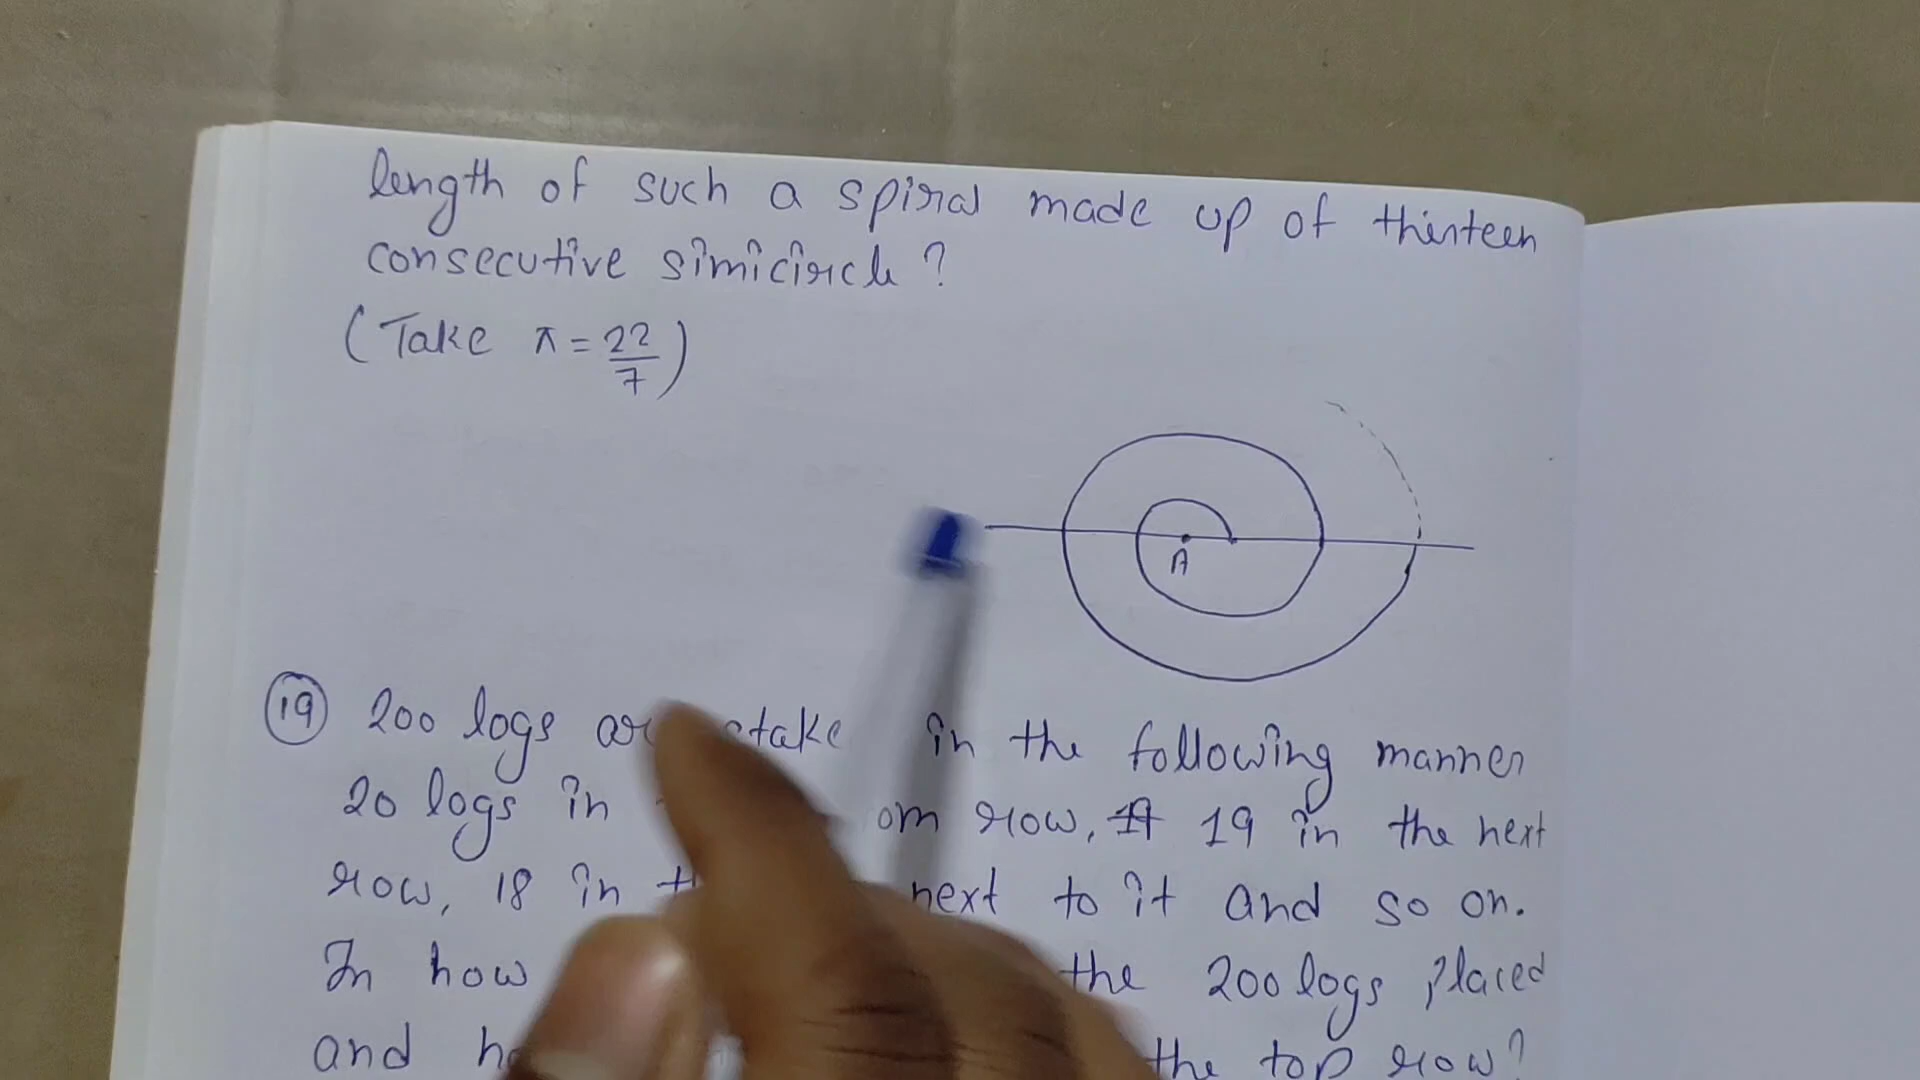 length of such a spiral made up of thirteen
consecutive simicircle?
(Take π = 22/7)
A
19 200 logs are stake in the following manner
20 logs in om row, 19 in the next
row, 18 in next to it and so on.
In how the 200 logs placed
and the top row?